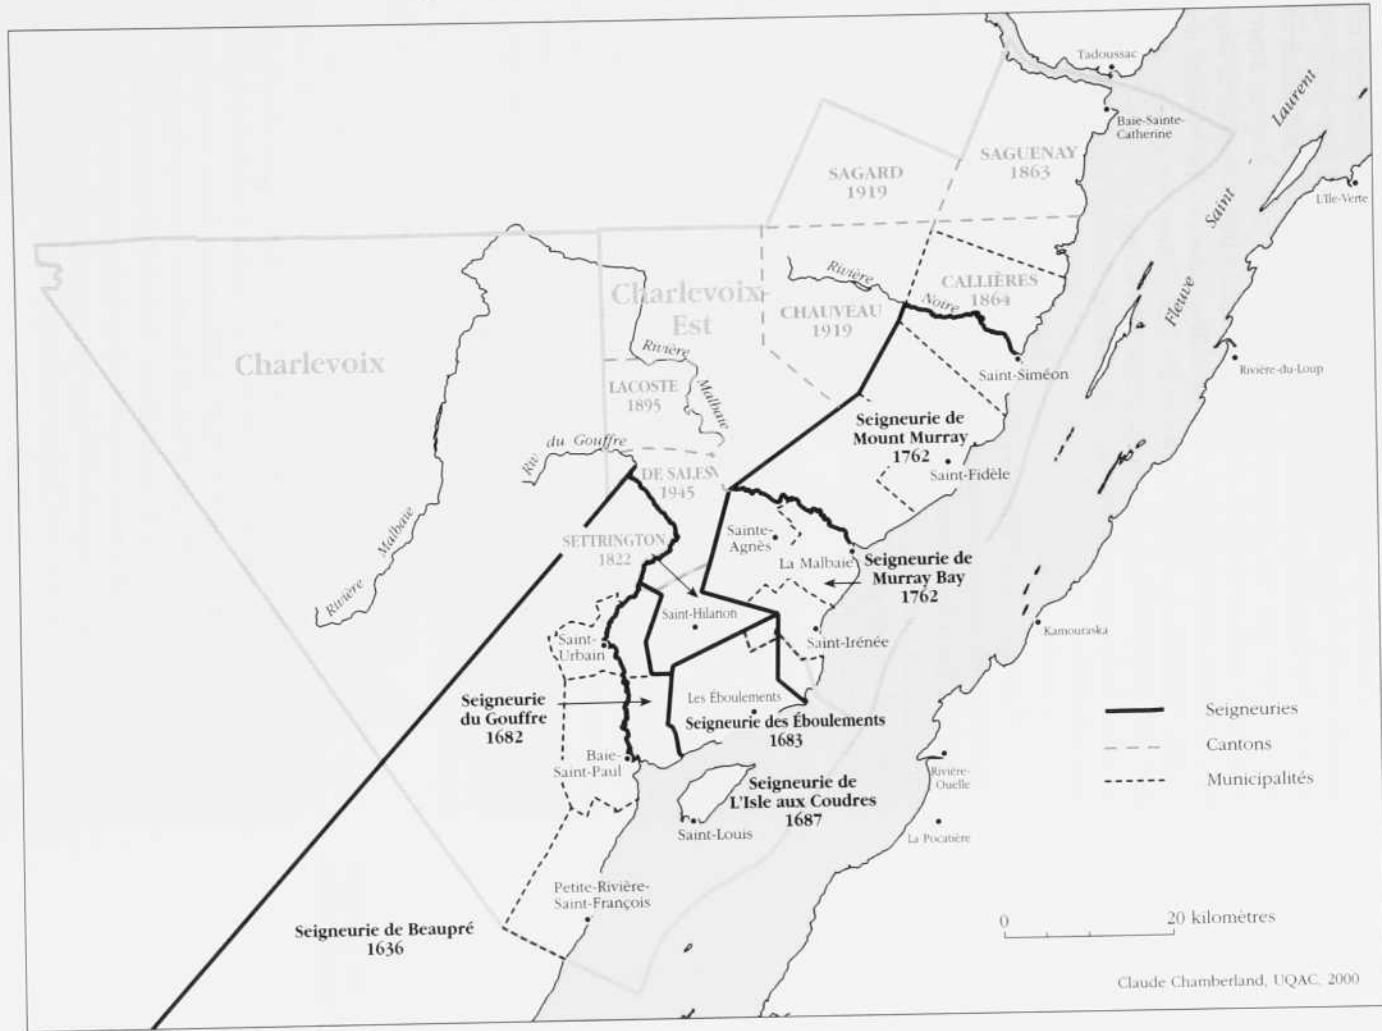 Tadoussac
Baie-Sainte-
Catherine
Fleuve Saint Laurent
L'Ile-Verte
SAGUENAY
1863
SAGARD
1919
Rivière Noire
CALLIÈRES
1864
CHAUVEAU
1919
Charlevoix-
Est
Charlevoix
Rivière Malbaie
LACOSTE
1895
Saint-Siméon
Rivière-du-Loup
Seigneurie de
Mount Murray
1762
Saint-Fidèle
Riv du Gouffre
DE SALES
1945
Rivière Malbaie
SETTRINGTON
1822
Sainte-
Agnès
La Malbaie
Seigneurie de
Murray Bay
1762
Saint-Hilarion
Saint-Irénée
Kamouraska
Saint-
Urbain
Les Éboulements
Seigneurie des Éboulements
1683
Seigneurie
du Gouffre
1682
Baie-
Saint-Paul
Seigneurie de
L'Isle aux Coudres
1687
Saint-Louis
Rivière-
Ouelle
La Pocatière
Petite-Rivière-
Saint-François
Seigneurie de Beaupré
1636
Seigneuries
Cantons
Municipalités
0 20 kilomètres
Claude Chamberland, UQAC, 2000